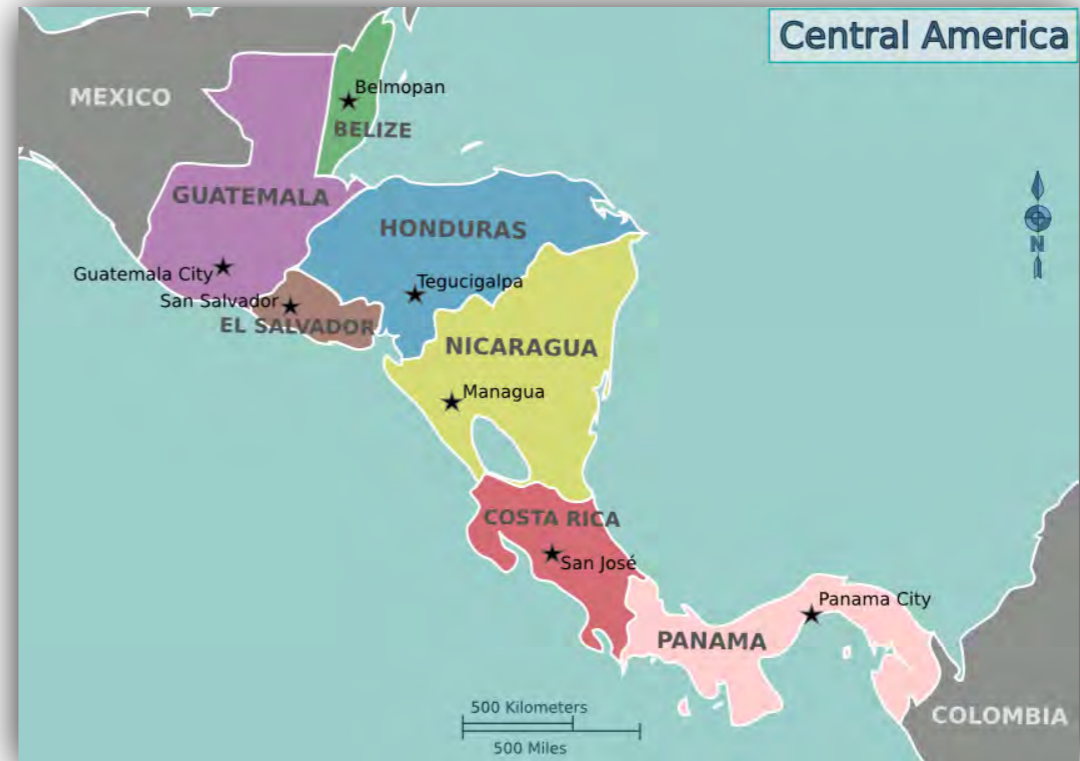 Central America
MEXICO
Belmopan
BELIZE
GUATEMALA
HONDURAS
N
Guatemala City
Tegucigalpa
San Salvador
EL SALVADOR
NICARAGUA
Managua
COSTA RICA
San José
Panama City
PANAMA
500 Kilometers
COLOMBIA
500 Miles